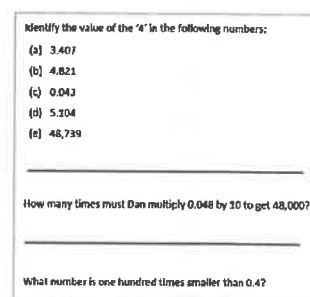 Identify the value of the '4' in the following numbers:
(a) 3.407
(b) 4.821
(c) 0.043
(d) 5.104
(e) 48,739
How many times must Dan multiply 0.048 by 10 to get 48,000?
What number is one hundred times smaller than 0.4?